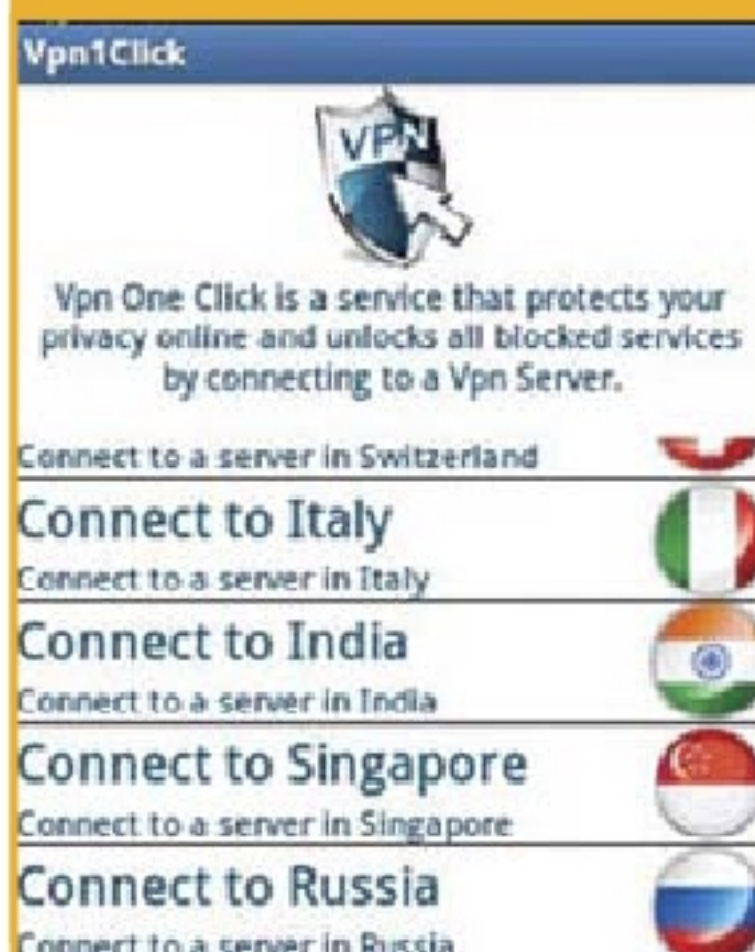 Vpn1Click
VPN
Vpn One Click is a service that protects your
privacy online and unlocks all blocked services
by connecting to a Vpn Server.
Connect to a server in Switzerland
Connect to Italy
Connect to a server in Italy
Connect to India
Connect to a server in India
Connect to Singapore
Connect to a server in Singapore
Connect to Russia
Connect to a server in Russia